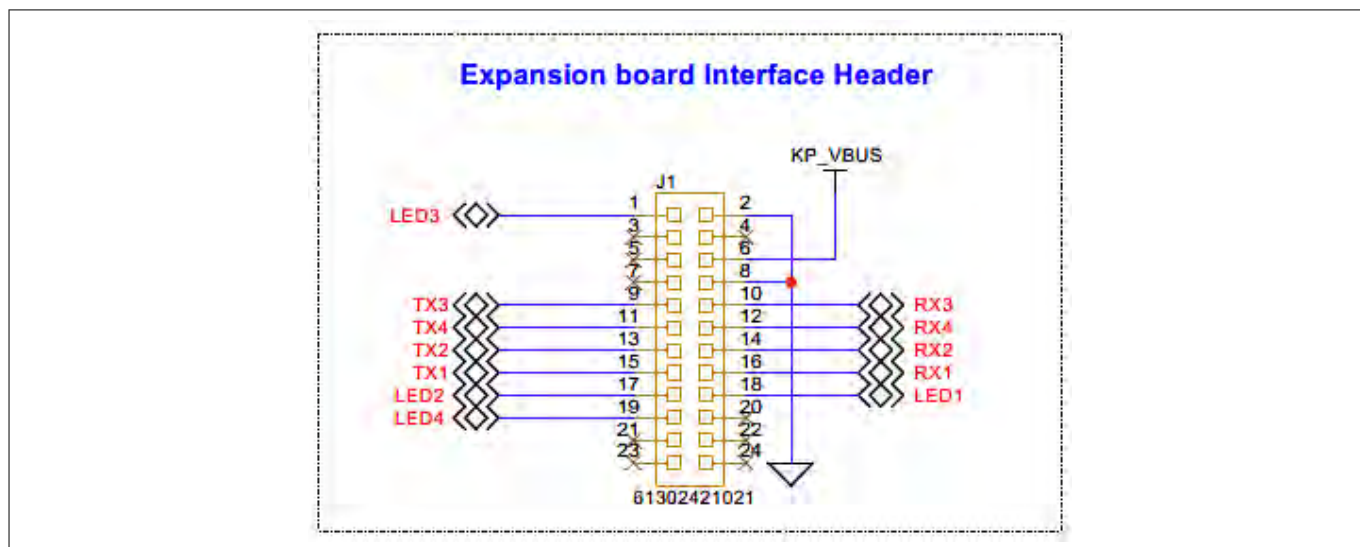 Expansion board Interface Header
KP_VBUS
J1
LED3 1 2
3 4
5 6
7 8
TX3 9 10 RX3
TX4 11 12 RX4
TX2 13 14 RX2
TX1 15 16 RX1
LED2 17 18 LED1
LED4 19 20
21 22
23 24
61302421021